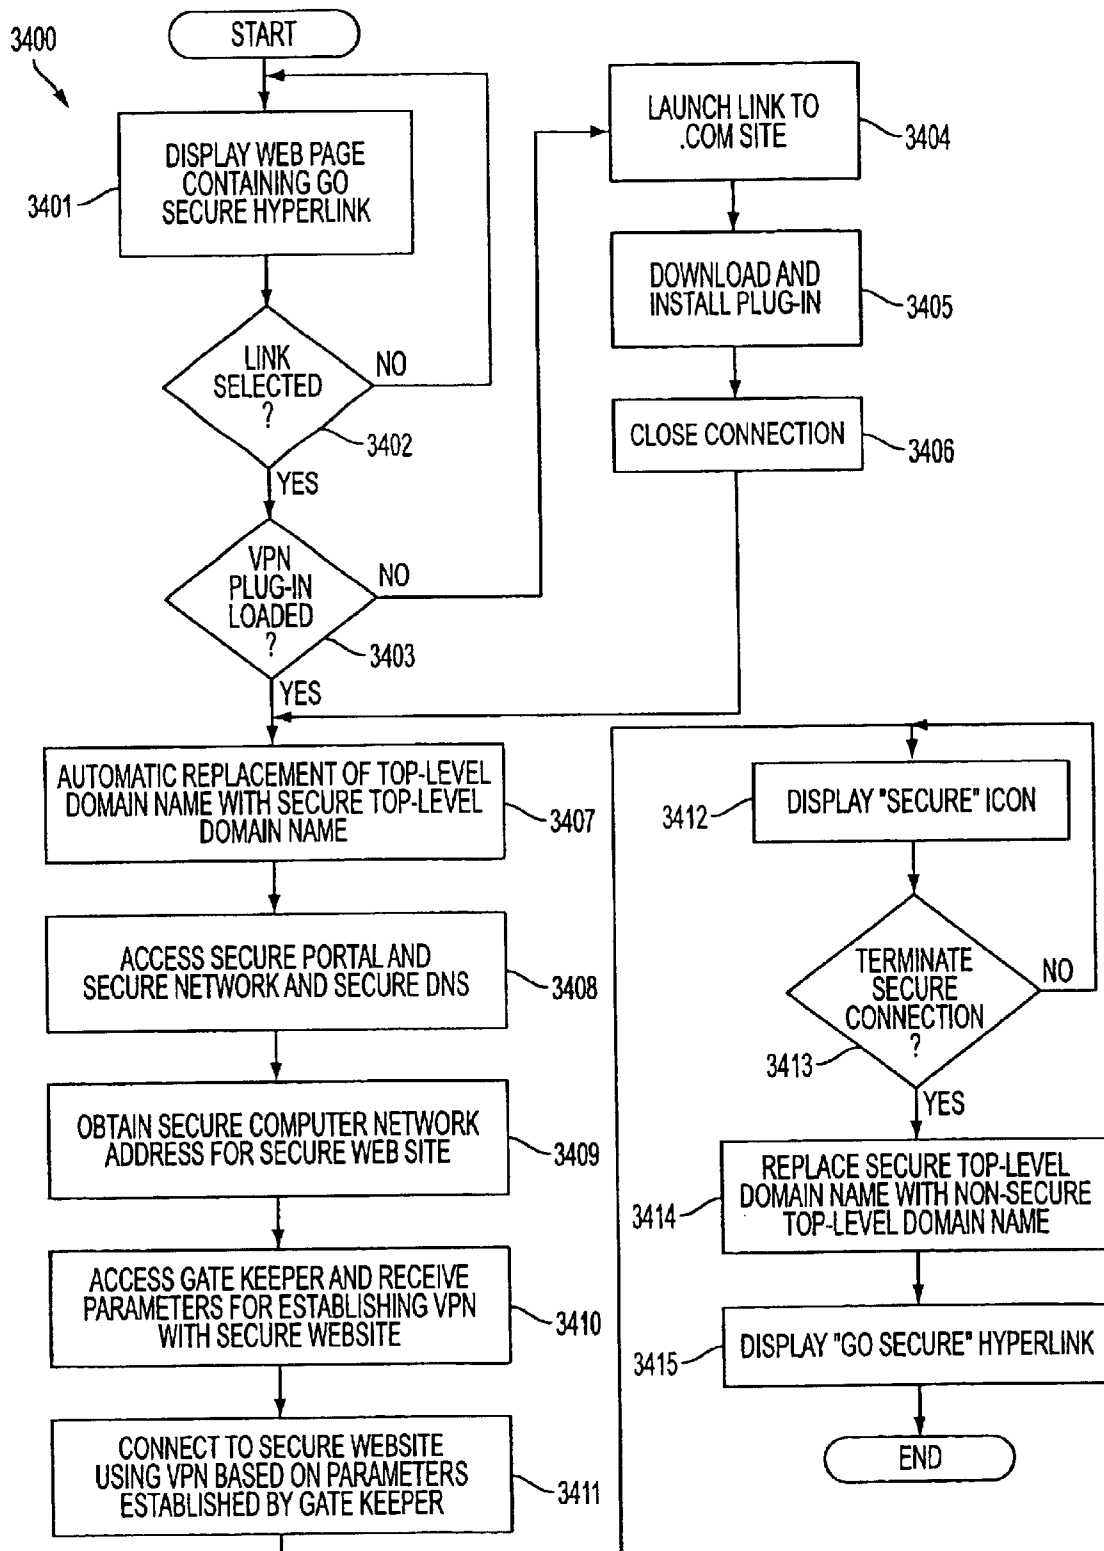 3400
START
DISPLAY WEB PAGE
CONTAINING GO
SECURE HYPERLINK
3401
LINK
SELECTED
?
NO
3402
YES
VPN
PLUG-IN
LOADED
?
NO
3403
YES
LAUNCH LINK TO
.COM SITE
3404
DOWNLOAD AND
INSTALL PLUG-IN
3405
CLOSE CONNECTION
3406
AUTOMATIC REPLACEMENT OF TOP-LEVEL
DOMAIN NAME WITH SECURE TOP-LEVEL
DOMAIN NAME
3407
ACCESS SECURE PORTAL AND
SECURE NETWORK AND SECURE DNS
3408
OBTAIN SECURE COMPUTER NETWORK
ADDRESS FOR SECURE WEB SITE
3409
ACCESS GATE KEEPER AND RECEIVE
PARAMETERS FOR ESTABLISHING VPN
WITH SECURE WEBSITE
3410
CONNECT TO SECURE WEBSITE
USING VPN BASED ON PARAMETERS
ESTABLISHED BY GATE KEEPER
3411
DISPLAY "SECURE" ICON
3412
TERMINATE
SECURE
CONNECTION
?
NO
3413
YES
REPLACE SECURE TOP-LEVEL
DOMAIN NAME WITH NON-SECURE
TOP-LEVEL DOMAIN NAME
3414
DISPLAY "GO SECURE" HYPERLINK
3415
END